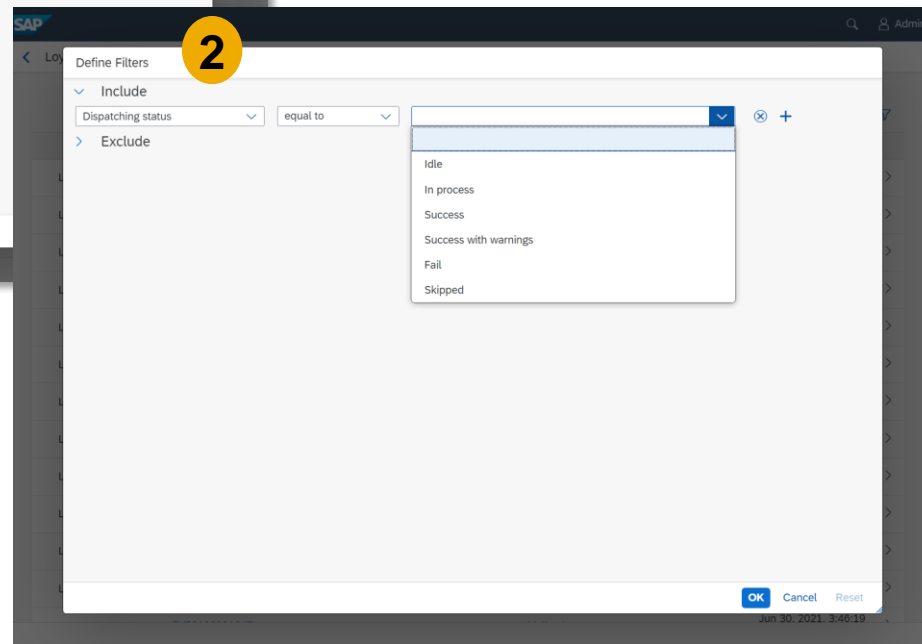 SAP
2
Admi
Loy
Define Filters
Include
Dispatching status
equal to
Exclude
Idle
In process
Success
Success with warnings
Fail
Skipped
OK
Cancel
Reset
Jun 30, 2021, 3:46:19